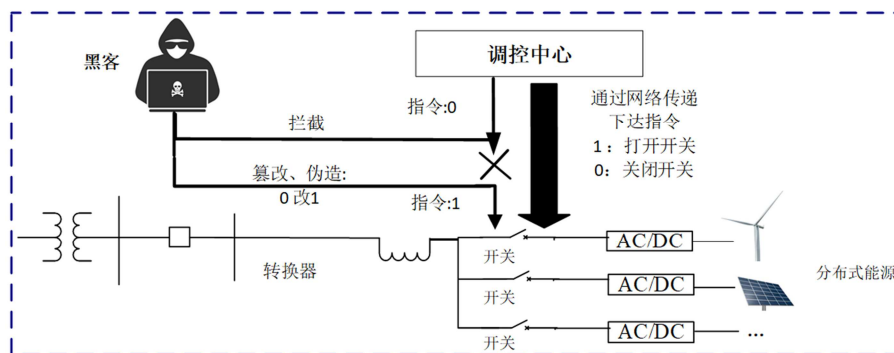 黑客
调控中心
指令:0
通过网络传递
下达指令
1：打开开关
0：关闭开关
拦截
篡改、伪造:
0 改1
指令:1
开关
AC/DC
转换器
分布式能源
开关
AC/DC
开关
AC/DC
...